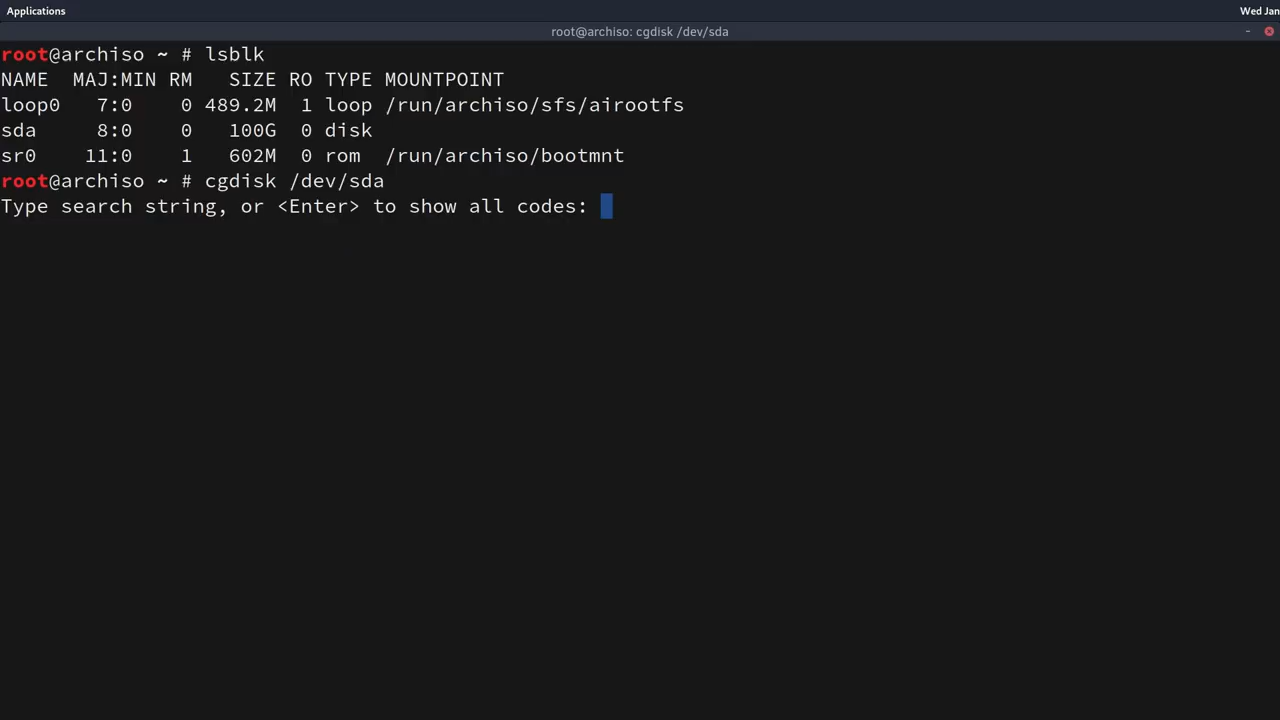 Applications
Wed Jan
root@archiso: cgdisk /dev/sda
root@archiso ~ # lsblk
NAME   MAJ:MIN RM   SIZE RO TYPE MOUNTPOINT
loop0   7:0    0 489.2M  1 loop /run/archiso/sfs/airootfs
sda     8:0    0   100G  0 disk
sr0    11:0    1   602M  0 rom  /run/archiso/bootmnt
root@archiso ~ # cgdisk /dev/sda
Type search string, or <Enter> to show all codes: